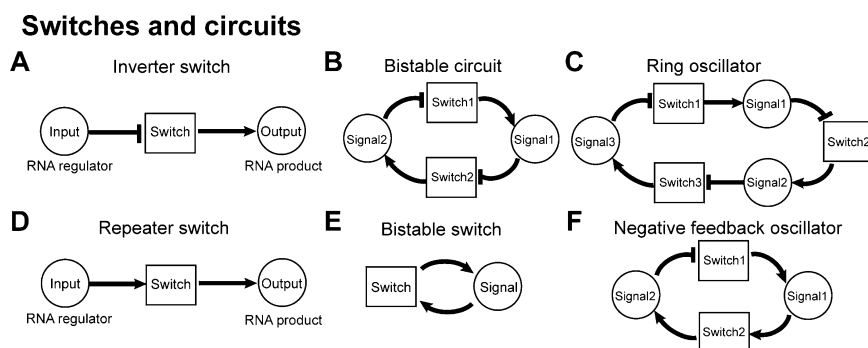 Switches and circuits
A
Inverter switch
Input
Switch
Output
RNA regulator
RNA product
B
Bistable circuit
Switch1
Signal2
Signal1
Switch2
C
Ring oscillator
Switch1
Signal1
Signal3
Switch2
Switch3
Signal2
D
Repeater switch
Input
Switch
Output
RNA regulator
RNA product
E
Bistable switch
Switch
Signal
F
Negative feedback oscillator
Switch1
Signal2
Signal1
Switch2